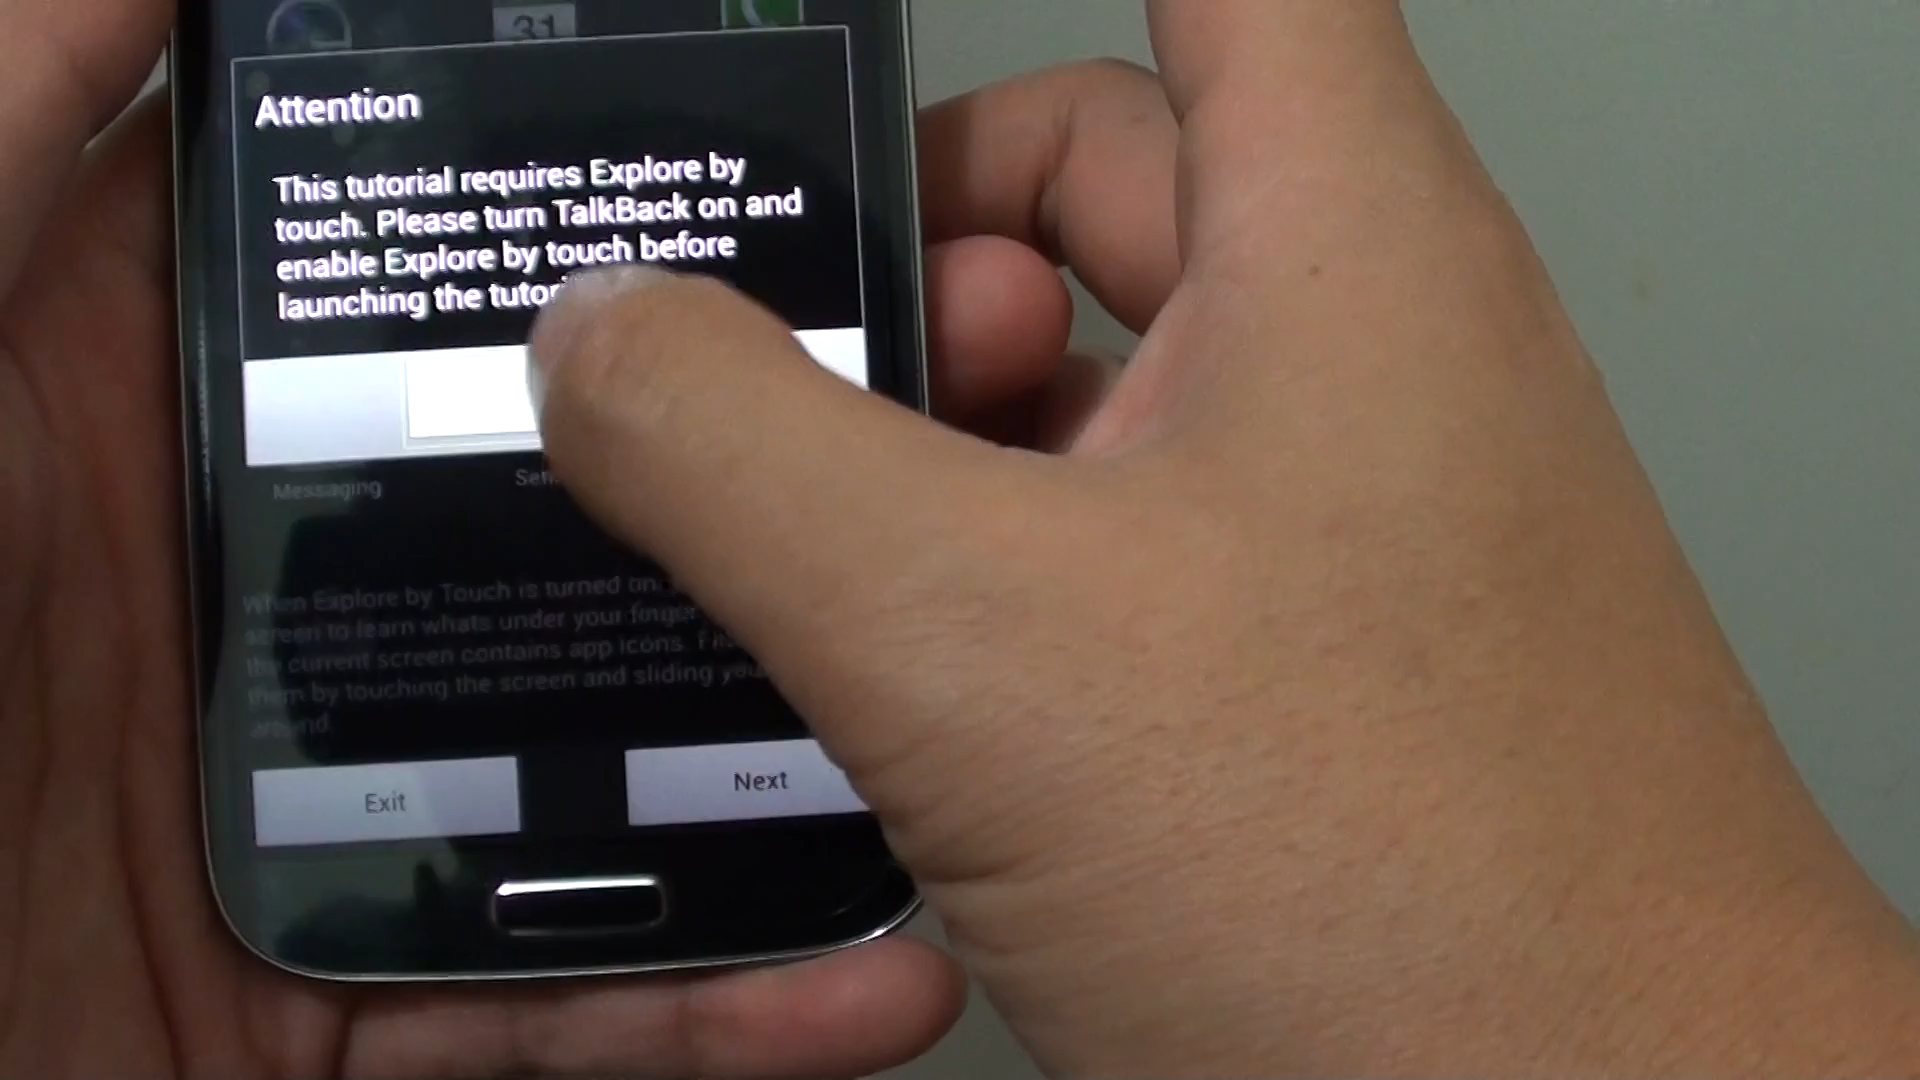 31
Attention
This tutorial requires Explore by
touch. Please turn TalkBack on and
enable Explore by touch before
launching the tutor
Messaging
When Explore by Touch is turned on,
screen to learn whats under your finger
the current screen contains app icons.
them by touching the screen and sliding
around
Exit
Next